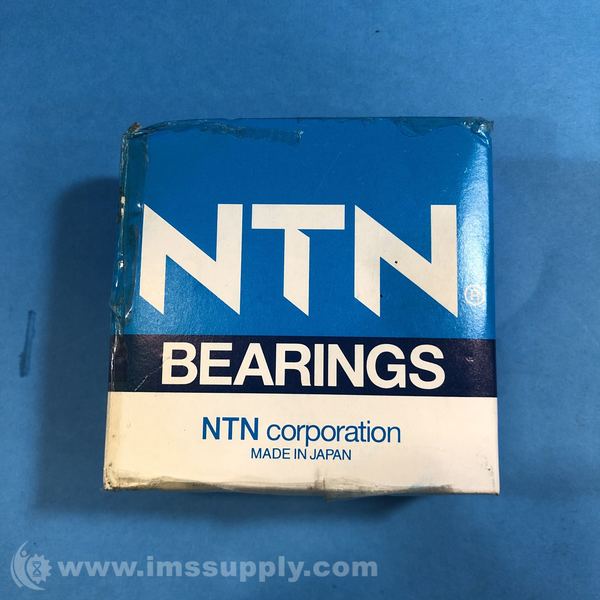 NTN®
BEARINGS
NTN corporation
MADE IN JAPAN
www.imssupply.com